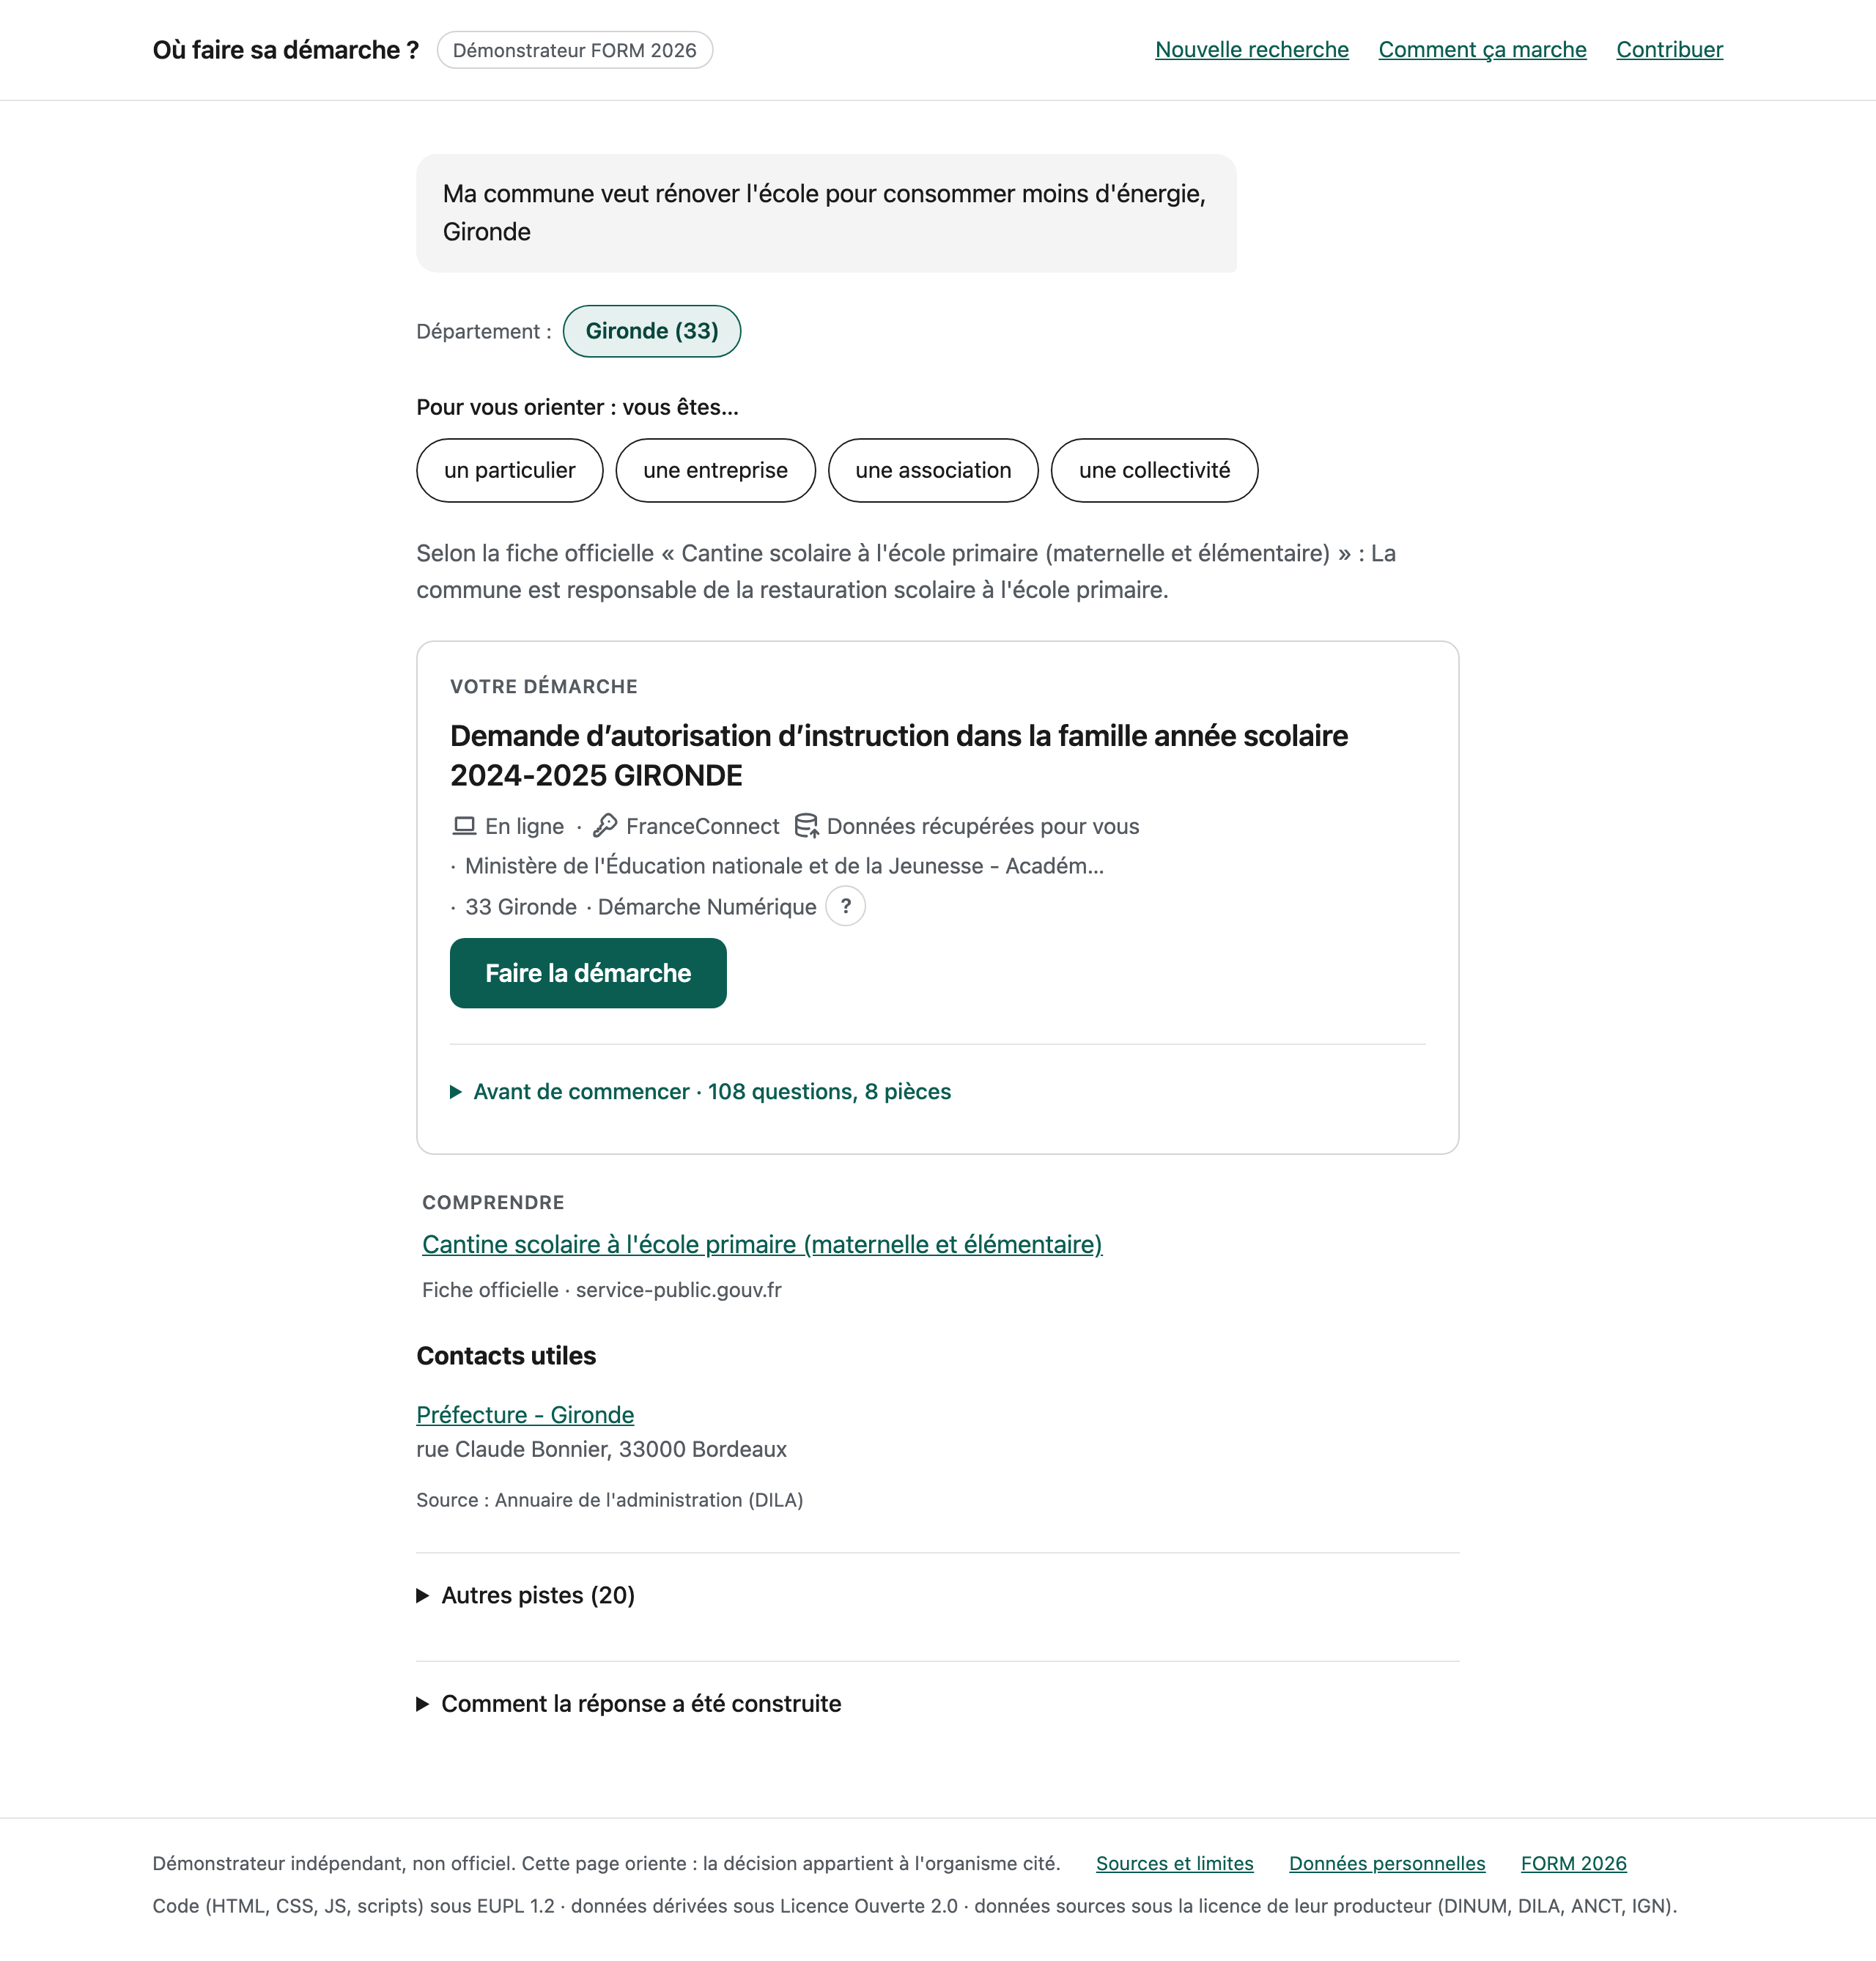 Où faire sa démarche ?
Démonstrateur FORM 2026
Nouvelle recherche
Comment ça marche
Contribuer
Ma commune veut rénover l'école pour consommer moins d'énergie,
Gironde
Département :
Gironde (33)
Pour vous orienter : vous êtes...
un particulier
une entreprise
une association
une collectivité
Selon la fiche officielle « Cantine scolaire à l'école primaire (maternelle et élémentaire) » : La
commune est responsable de la restauration scolaire à l'école primaire.
VOTRE DÉMARCHE
Demande d’autorisation d’instruction dans la famille année scolaire
2024-2025 GIRONDE
En ligne · FranceConnect Données récupérées pour vous
· Ministère de l'Éducation nationale et de la Jeunesse - Académ...
· 33 Gironde · Démarche Numérique ?
Faire la démarche
Avant de commencer · 108 questions, 8 pièces
COMPRENDRE
Cantine scolaire à l'école primaire (maternelle et élémentaire)
Fiche officielle · service-public.gouv.fr
Contacts utiles
Préfecture - Gironde
rue Claude Bonnier, 33000 Bordeaux
Source : Annuaire de l'administration (DILA)
Autres pistes (20)
Comment la réponse a été construite
Démonstrateur indépendant, non officiel. Cette page oriente : la décision appartient à l'organisme cité.
Sources et limites
Données personnelles
FORM 2026
Code (HTML, CSS, JS, scripts) sous EUPL 1.2 · données dérivées sous Licence Ouverte 2.0 · données sources sous la licence de leur producteur (DINUM, DILA, ANCT, IGN).